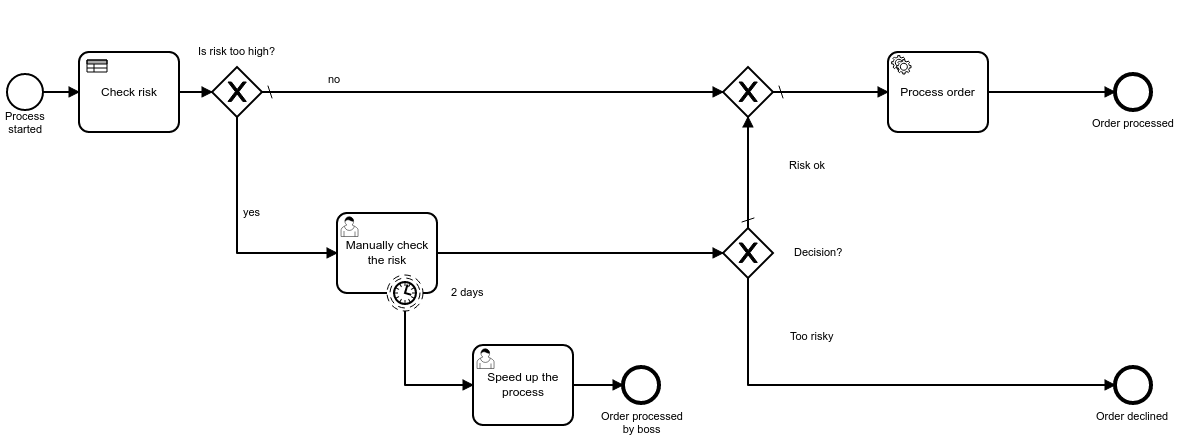 Is risk too high?
no
Check risk
Process order
Process
started
Order processed
Risk ok
yes
Manually check
the risk
Decision?
2 days
Too risky
Speed up the
process
Order processed
by boss
Order declined